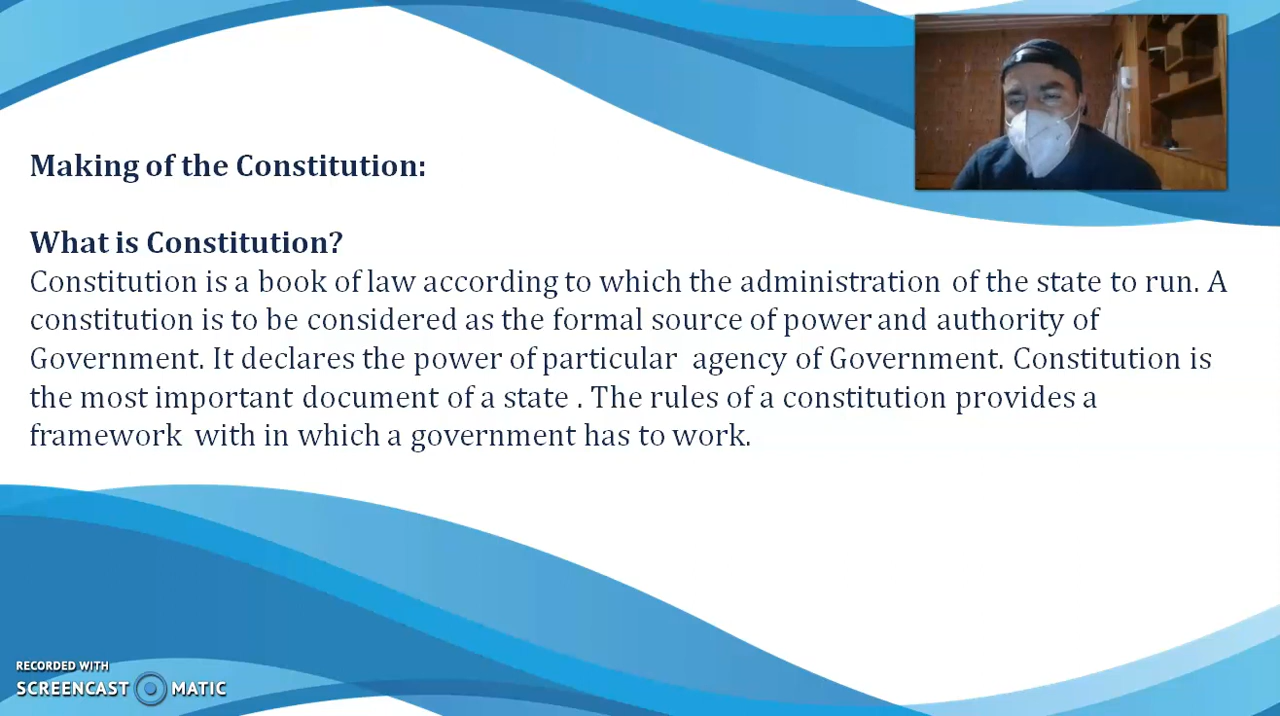 Making of the Constitution:
What is Constitution?
Constitution is a book of law according to which the administration of the state to run. A
constitution is to be considered as the formal source of power and authority of
Government. It declares the power of particular agency of Government. Constitution is
the most important document of a state . The rules of a constitution provides a
framework with in which a government has to work.
RECORDED WITH
SCREENCAST MATIC